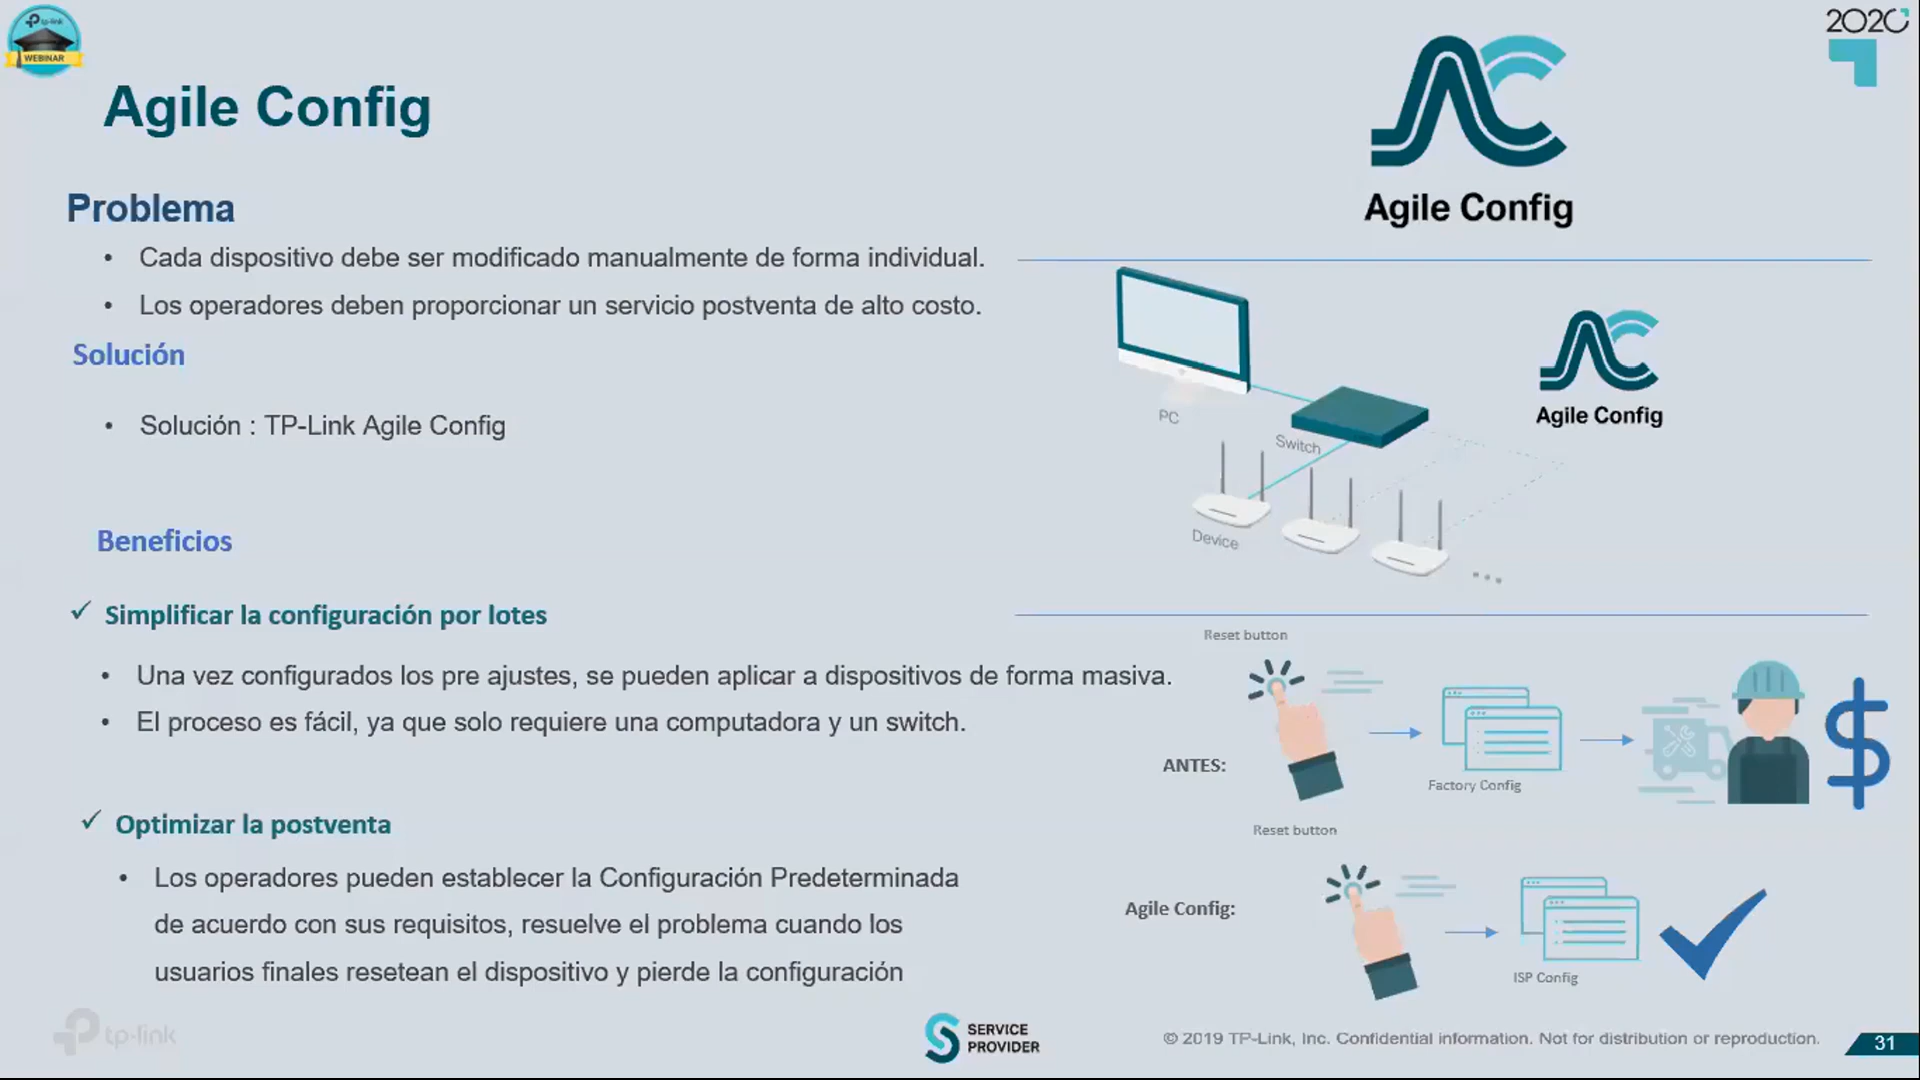 tp-link
WEBINAR
2020
Agile Config
Agile Config
Problema
• Cada dispositivo debe ser modificado manualmente de forma individual.
• Los operadores deben proporcionar un servicio postventa de alto costo.
Solución
• Solución : TP-Link Agile Config
PC
Switch
Device
Agile Config
Beneficios
✓ Simplificar la configuración por lotes
• Una vez configurados los pre ajustes, se pueden aplicar a dispositivos de forma masiva.
• El proceso es fácil, ya que solo requiere una computadora y un switch.
✓ Optimizar la postventa
• Los operadores pueden establecer la Configuración Predeterminada
de acuerdo con sus requisitos, resuelve el problema cuando los
usuarios finales resetean el dispositivo y pierde la configuración
Reset button
ANTES:
Factory Config
$
Reset button
Agile Config:
ISP Config
tp-link
SERVICE
PROVIDER
© 2019 TP-Link, Inc. Confidential information. Not for distribution or reproduction.
31